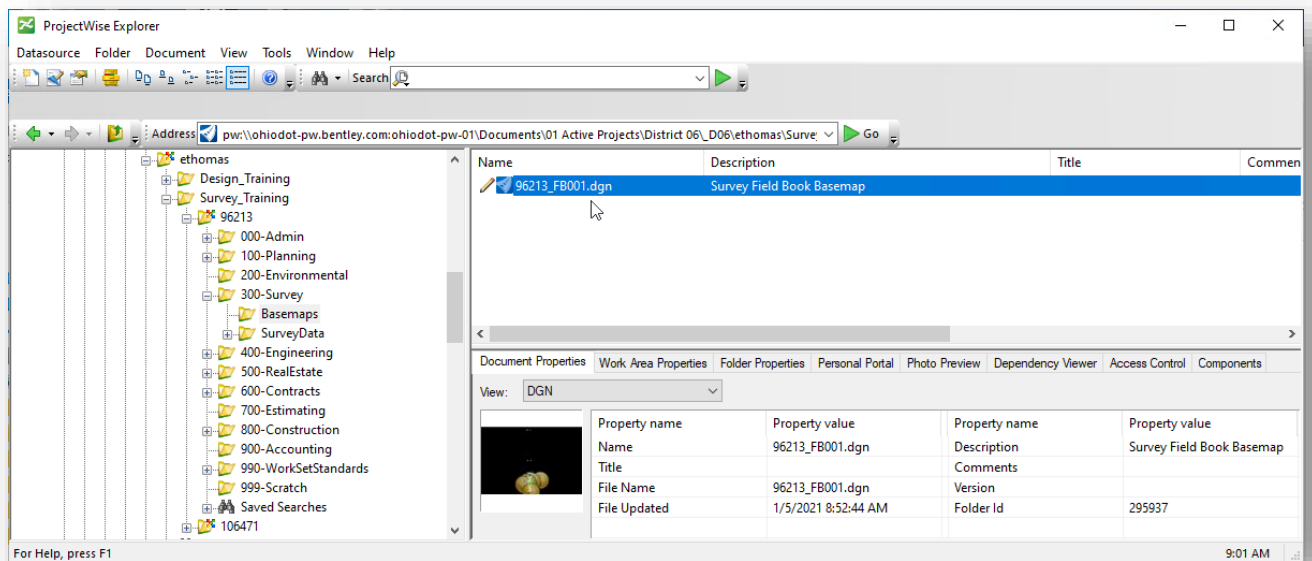 ProjectWise Explorer
Datasource Folder Document View Tools Window Help
Search
Address pw:\\ohiodot-pw.bentley.com:ohiodot-pw-01\Documents\01 Active Projects\District 06\_D06\ethomas\Survey Go
ethomas
Design_Training
Survey_Training
96213
000-Admin
100-Planning
200-Environmental
300-Survey
Basemaps
SurveyData
400-Engineering
500-RealEstate
600-Contracts
700-Estimating
800-Construction
900-Accounting
990-WorkSetStandards
999-Scratch
Saved Searches
106471
Name Description Title Commen
96213_FB001.dgn Survey Field Book Basemap
Document Properties Work Area Properties Folder Properties Personal Portal Photo Preview Dependency Viewer Access Control Components
View: DGN
Property name Property value Property name Property value
Name 96213_FB001.dgn Description Survey Field Book Basemap
Title Comments
File Name 96213_FB001.dgn Version
File Updated 1/5/2021 8:52:44 AM Folder Id 295937
For Help, press F1 9:01 AM